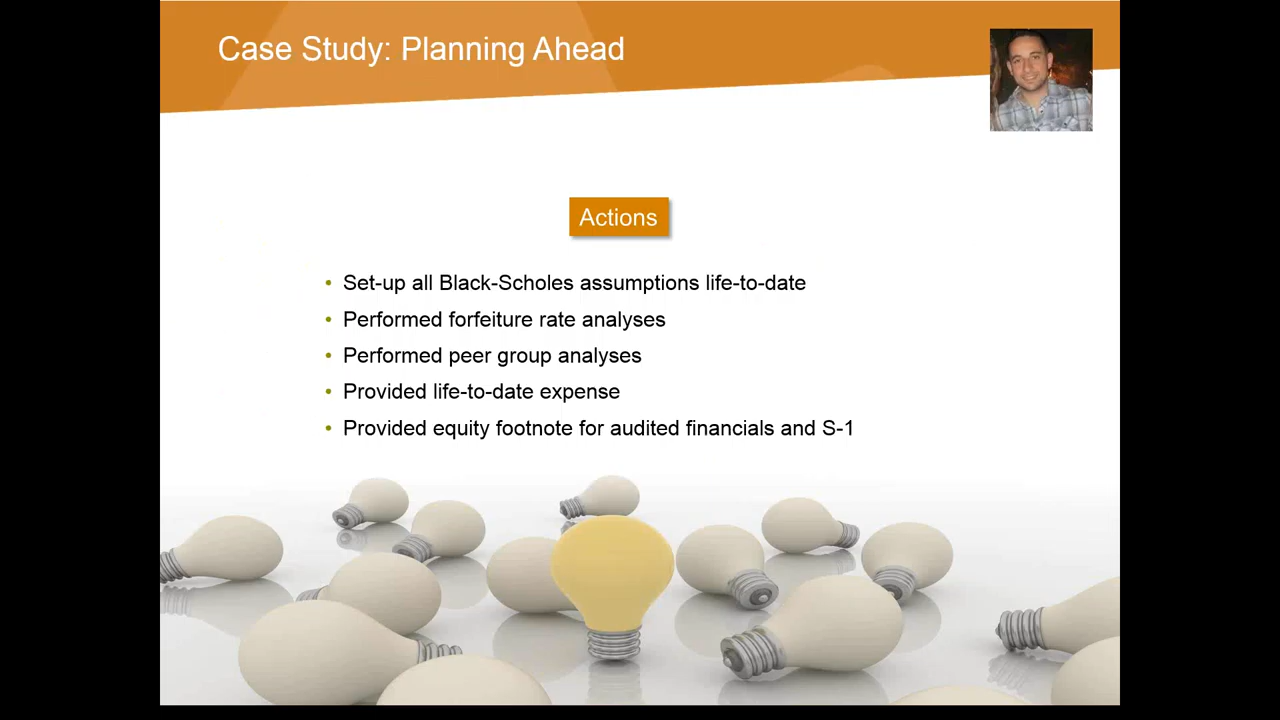 Case Study: Planning Ahead
Actions
• Set-up all Black-Scholes assumptions life-to-date
• Performed forfeiture rate analyses
• Performed peer group analyses
• Provided life-to-date expense
• Provided equity footnote for audited financials and S-1